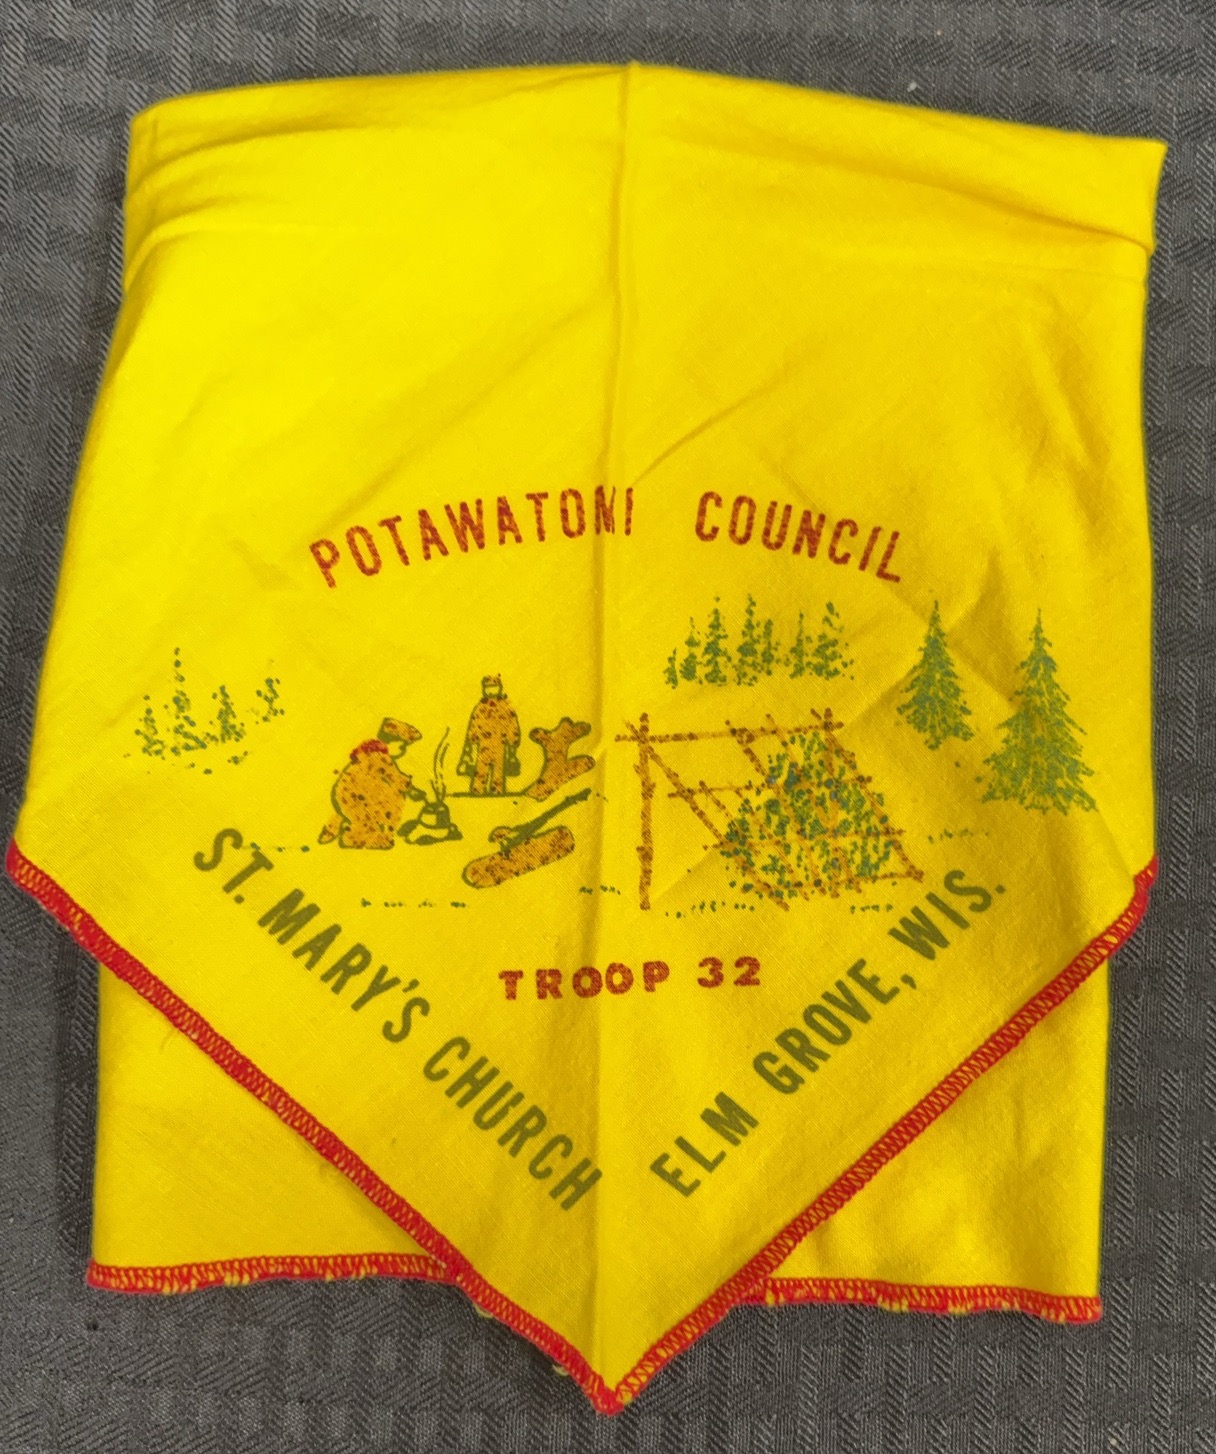 POTAWATOMI COUNCIL
TROOP 32
ST. MARY'S CHURCH
ELM GROVE, WIS.